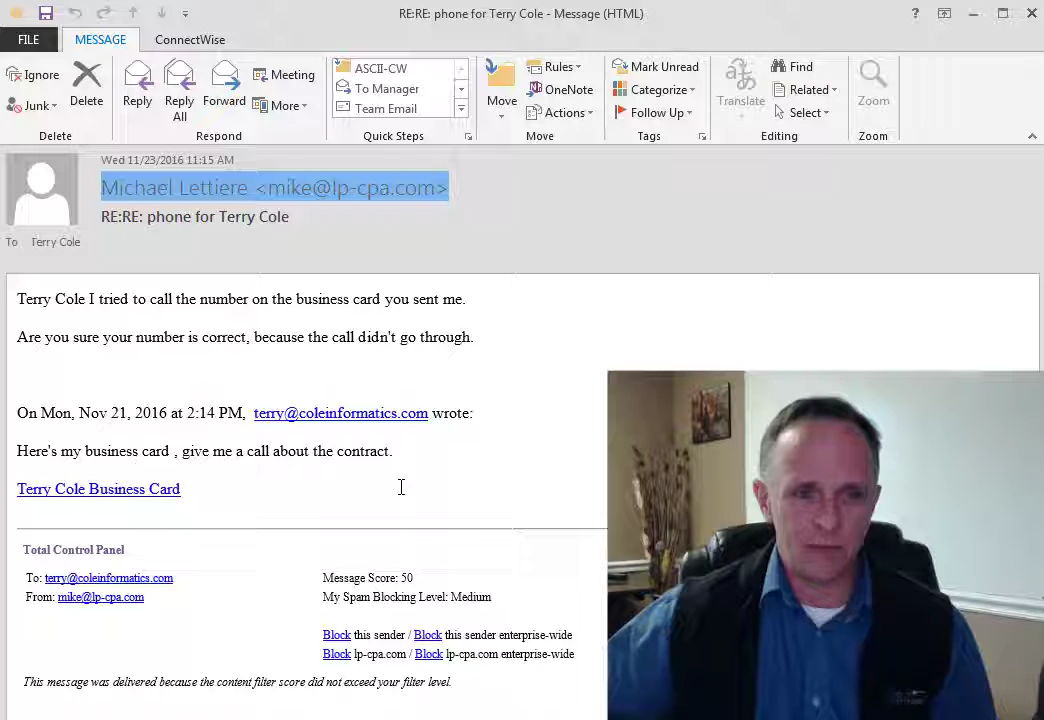 RE:RE: phone for Terry Cole - Message (HTML)
?
FILE MESSAGE ConnectWise
Ignore
Junk
Delete
Reply
Reply All
Forward
Meeting
More
ASCII-CW
To Manager
Team Email
Move
Rules
OneNote
Actions
Mark Unread
Categorize
Follow Up
Translate
Find
Related
Select
Zoom
Delete Respond Quick Steps Move Tags Editing Zoom
Wed 11/23/2016 11:15 AM
Michael Lettiere <mike@lp-cpa.com>
RE:RE: phone for Terry Cole
To Terry Cole
Terry Cole I tried to call the number on the business card you sent me.
Are you sure your number is correct, because the call didn't go through.
On Mon, Nov 21, 2016 at 2:14 PM, terry@coleinformatics.com wrote:
Here's my business card , give me a call about the contract.
Terry Cole Business Card
Total Control Panel
To: terry@coleinformatics.com Message Score: 50
From: mike@lp-cpa.com My Spam Blocking Level: Medium
Block this sender / Block this sender enterprise-wide
Block lp-cpa.com / Block lp-cpa.com enterprise-wide
This message was delivered because the content filter score did not exceed your filter level.